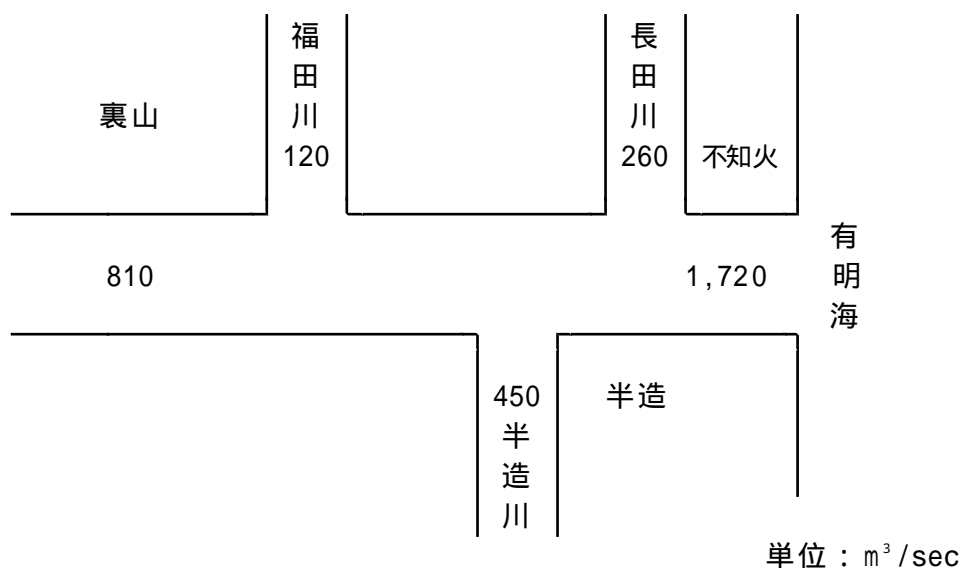 福田川
120
長田川
260
裏山
不知火
810
1,720
有明海
450
半造川
半造
単位：m³/sec